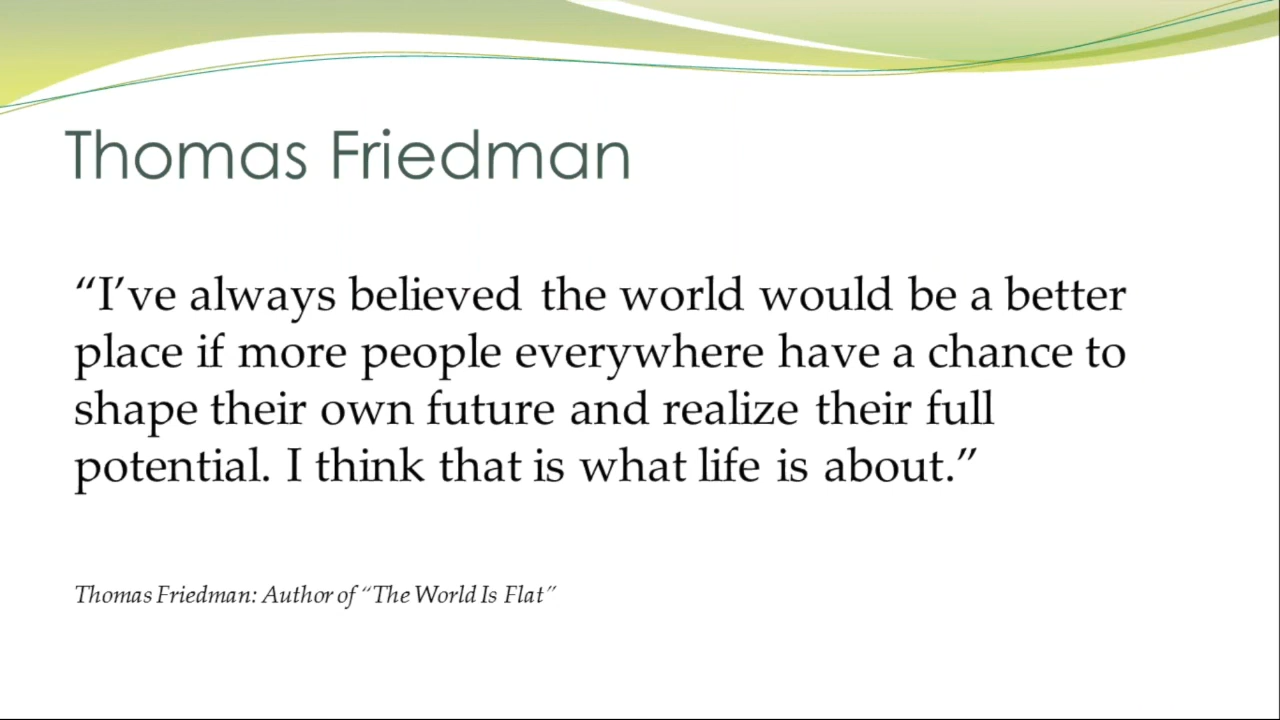 Thomas Friedman
“I’ve always believed the world would be a better
place if more people everywhere have a chance to
shape their own future and realize their full
potential. I think that is what life is about.”
Thomas Friedman: Author of “The World Is Flat”